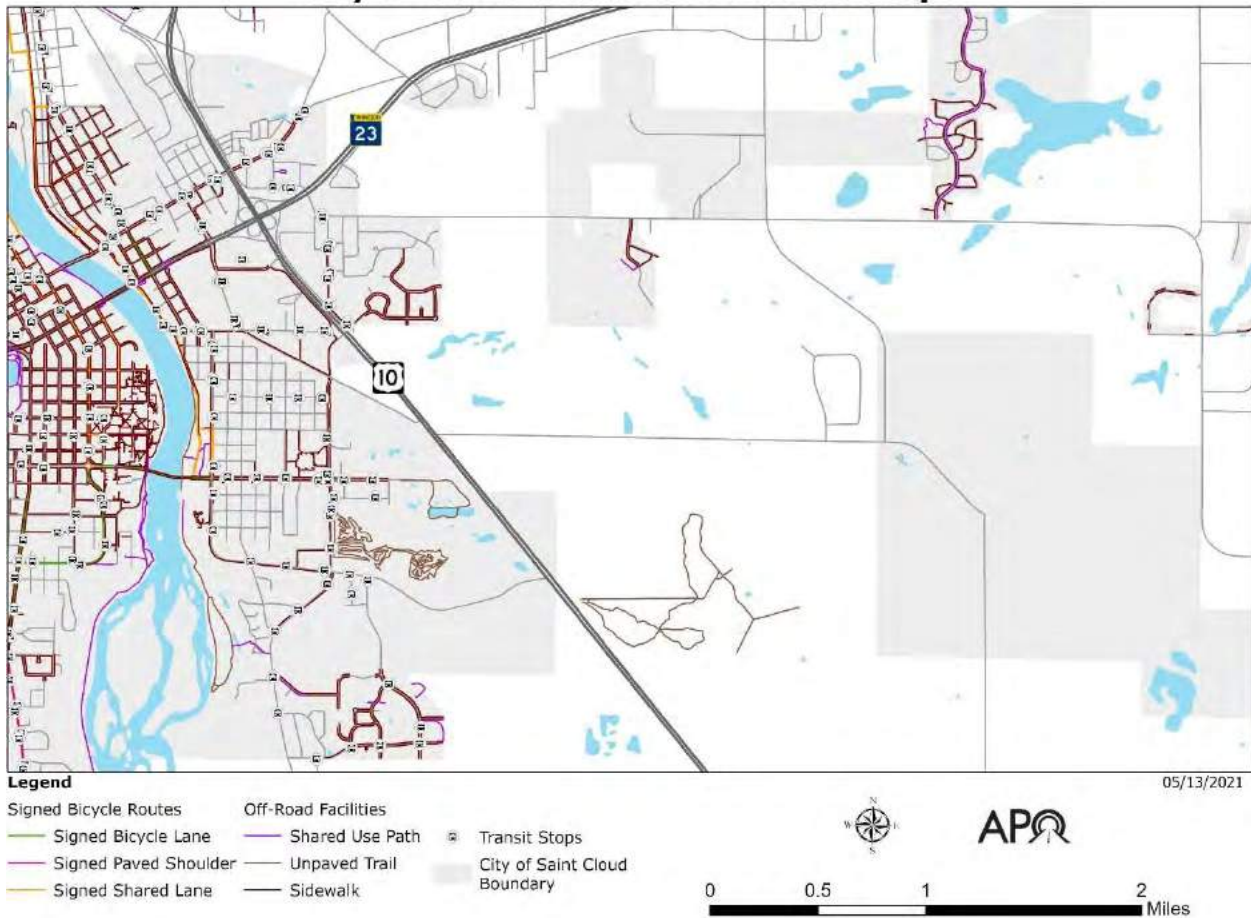 MINNESOTA
23
10
Legend
05/13/2021
Signed Bicycle Routes
Off-Road Facilities
Signed Bicycle Lane
Shared Use Path
Transit Stops
Signed Paved Shoulder
Unpaved Trail
City of Saint Cloud
Boundary
Signed Shared Lane
Sidewalk
N
W
E
S
APO
0
0.5
1
2
Miles